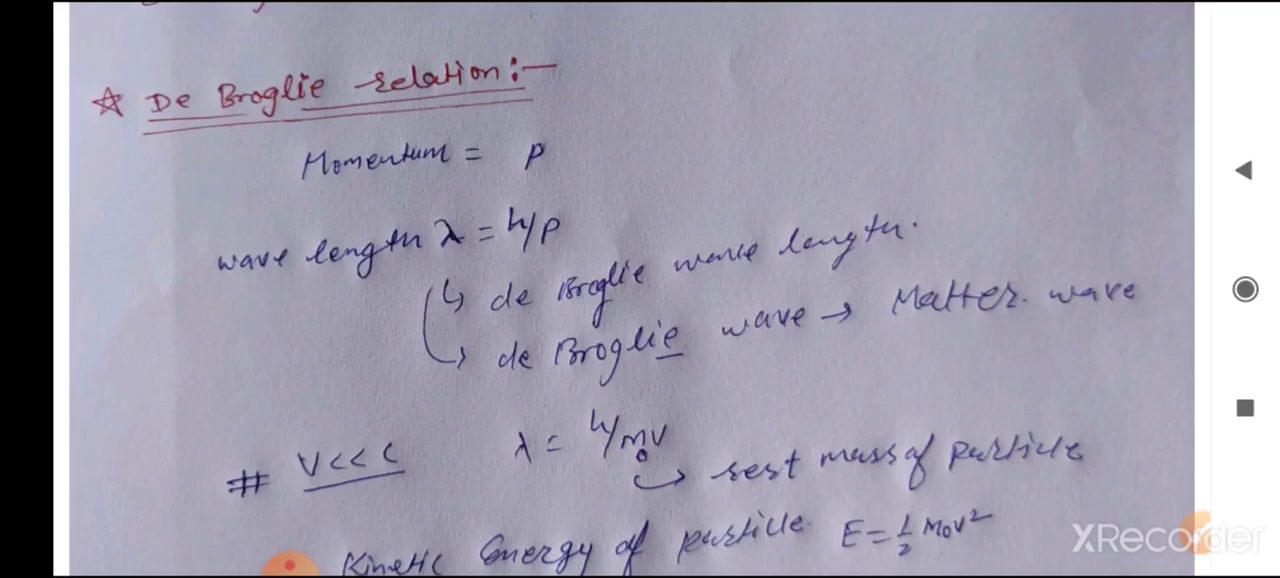 ☆ De Broglie relation:-
Momentum = p
wave length λ = h/p
↳ de Broglie wave length.
↳ de Broglie wave → Matter wave
# V<<C λ = h/m₀v
↳ rest mass of particle
Kinetic Energy of particle E = 1/2 M₀v²
XRecorder